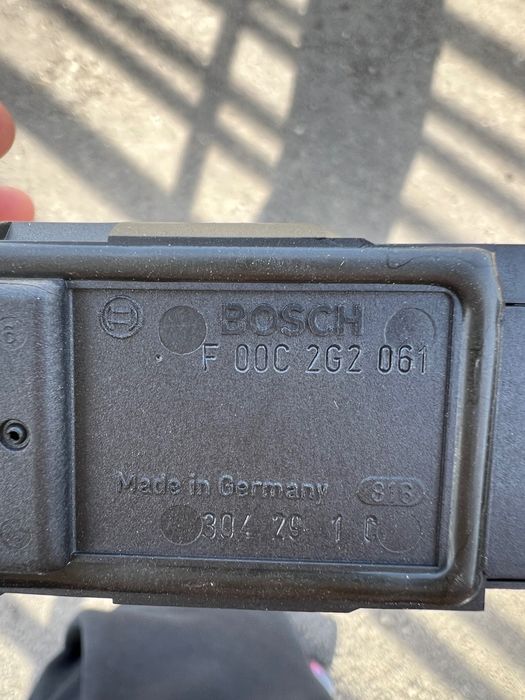 BOSCH
F 00C 2G2 061
Made in Germany
304 29 1 C